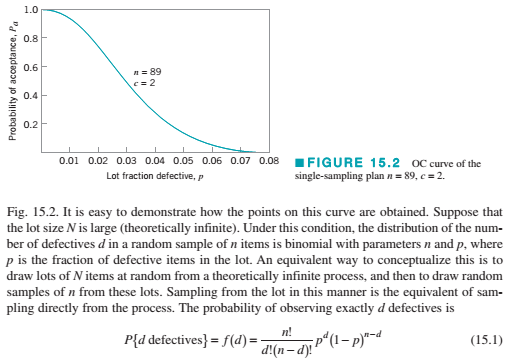 1.0
0.8
0.6
0.4
0.2
Probability of acceptance, Pₐ
n = 89
c = 2
0.01 0.02 0.03 0.04 0.05 0.06 0.07 0.08
Lot fraction defective, p
■ FIGURE 15.2 OC curve of the
single-sampling plan n = 89, c = 2.
Fig. 15.2. It is easy to demonstrate how the points on this curve are obtained. Suppose that
the lot size N is large (theoretically infinite). Under this condition, the distribution of the num-
ber of defectives d in a random sample of n items is binomial with parameters n and p, where
p is the fraction of defective items in the lot. An equivalent way to conceptualize this is to
draw lots of N items at random from a theoretically infinite process, and then to draw random
samples of n from these lots. Sampling from the lot in this manner is the equivalent of sam-
pling directly from the process. The probability of observing exactly d defectives is
P{d defectives} = f(d) = n!/(d!(n − d)!) p^d (1 − p)^(n−d) (15.1)